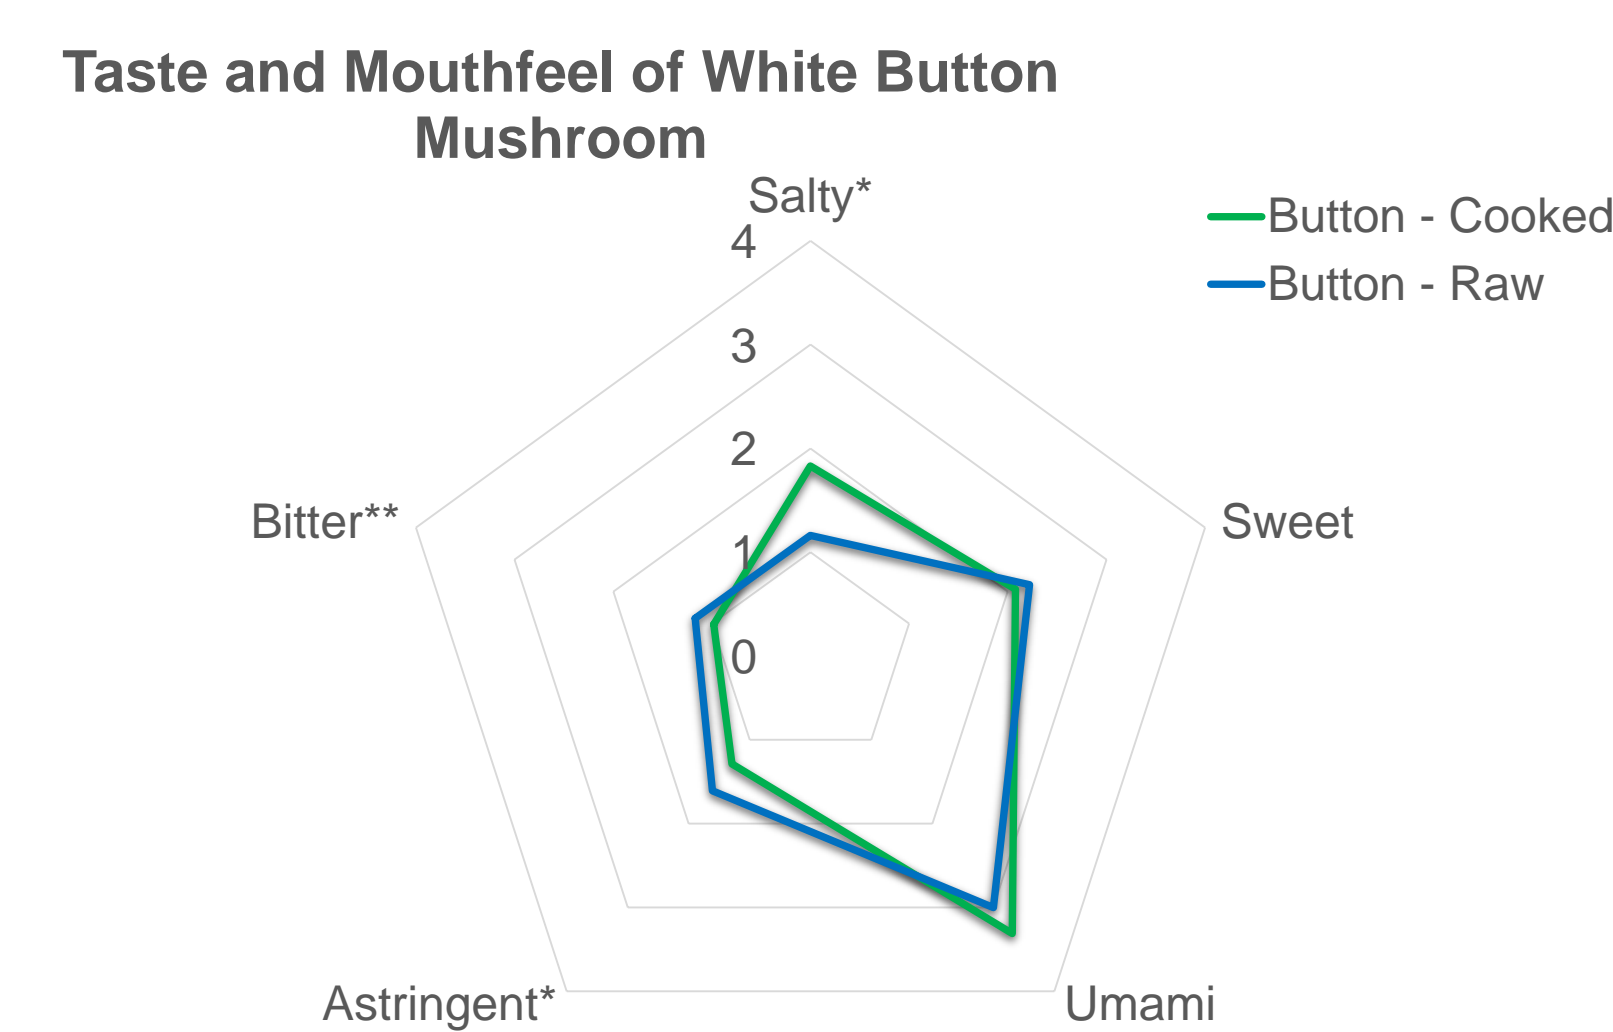 Taste and Mouthfeel of White Button
Mushroom
Salty*
Button - Cooked
Button - Raw
4
3
2
1
0
Bitter**
Sweet
Astringent*
Umami